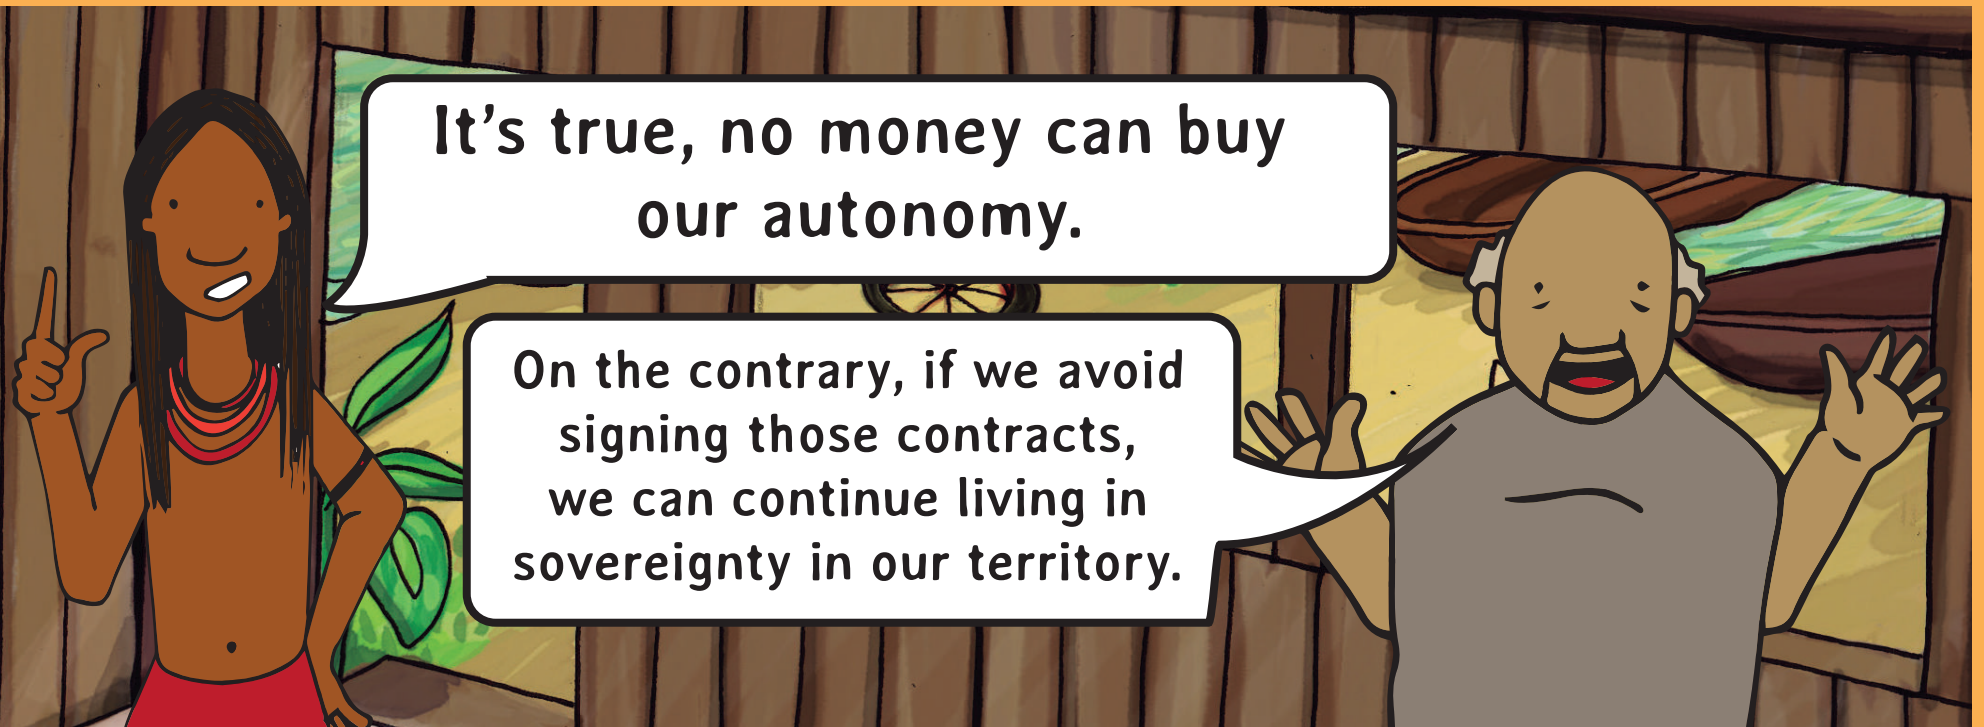 It’s true, no money can buy
our autonomy.
On the contrary, if we avoid
signing those contracts,
we can continue living in
sovereignty in our territory.